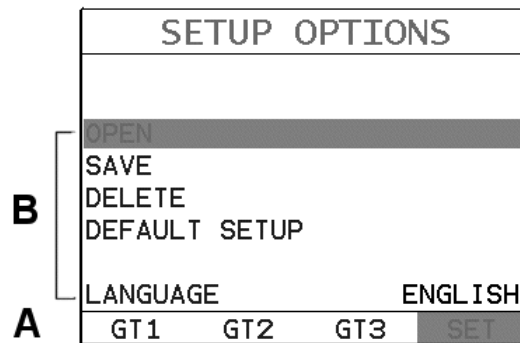 SETUP OPTIONS
OPEN
SAVE
DELETE
DEFAULT SETUP
B
LANGUAGE ENGLISH
A
GT1 GT2 GT3 SET